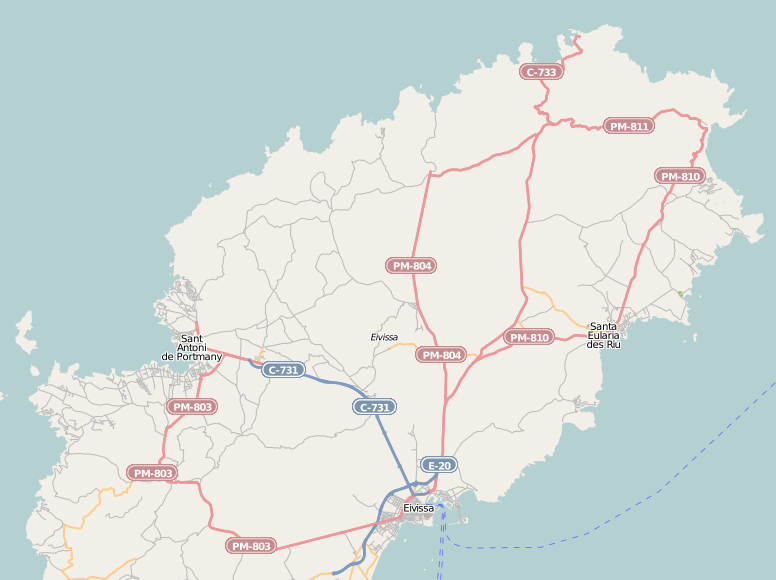 C-733
PM-811
PM-810
PM-804
Santa
Eulària
des Riu
PM-810
Eivissa
Sant
Antoni
de Portmany
PM-804
C-731
C-731
PM-803
E-20
PM-803
Eivissa
PM-803